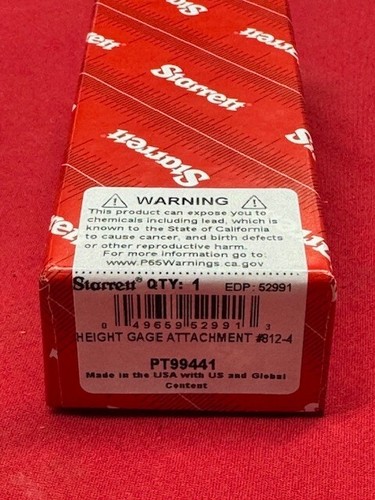 Starrett
Starrett
Starrett
Starrett
⚠ WARNING ⚠
This product can expose you to
chemicals including lead, which is
known to the State of California
to cause cancer, and birth defects
or other reproductive harm.
For more information go to:
www.P65Warnings.ca.gov
Starrett® QTY: 1 EDP: 52991
0 49659 52991 3
HEIGHT GAGE ATTACHMENT #812-4
PT99441
Made in the USA with US and Global
Content